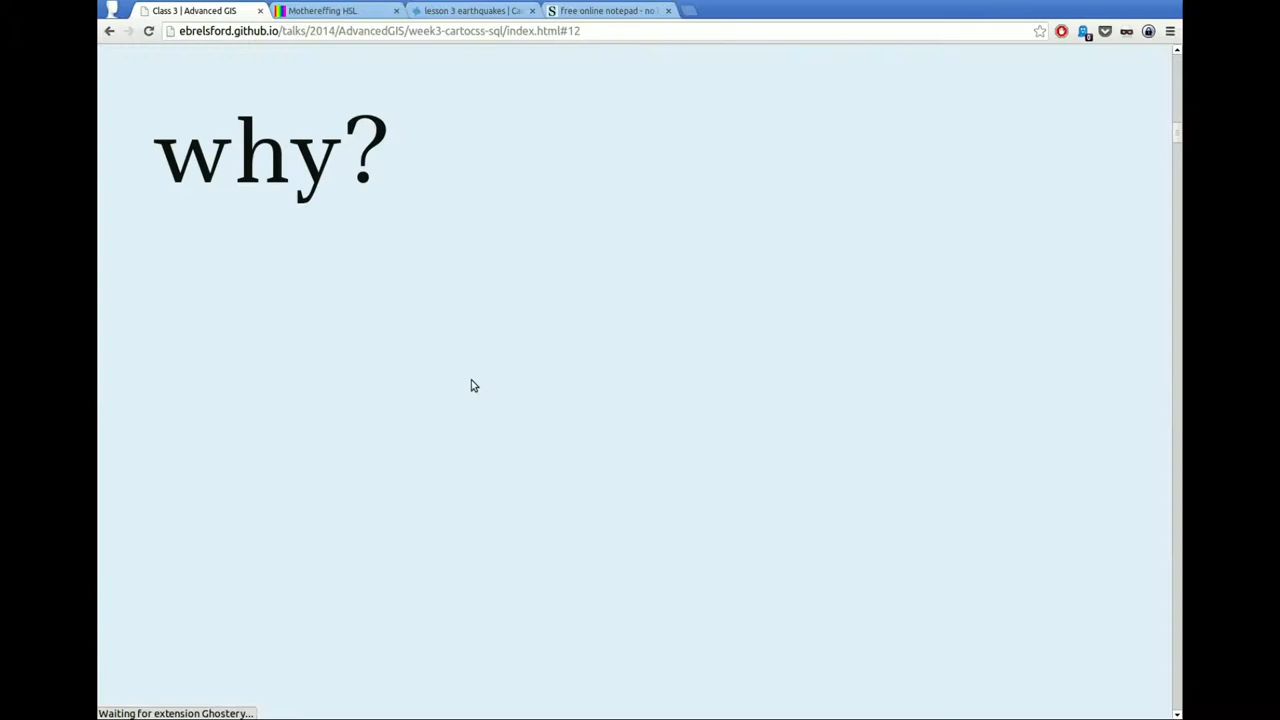 Class 3 | Advanced GIS
Mothereffing HSL
lesson 3 earthquakes | Ca
free online notepad - no
ebrelsford.github.io/talks/2014/AdvancedGIS/week3-cartocss-sql/index.html#12
why?
Waiting for extension Ghostery...